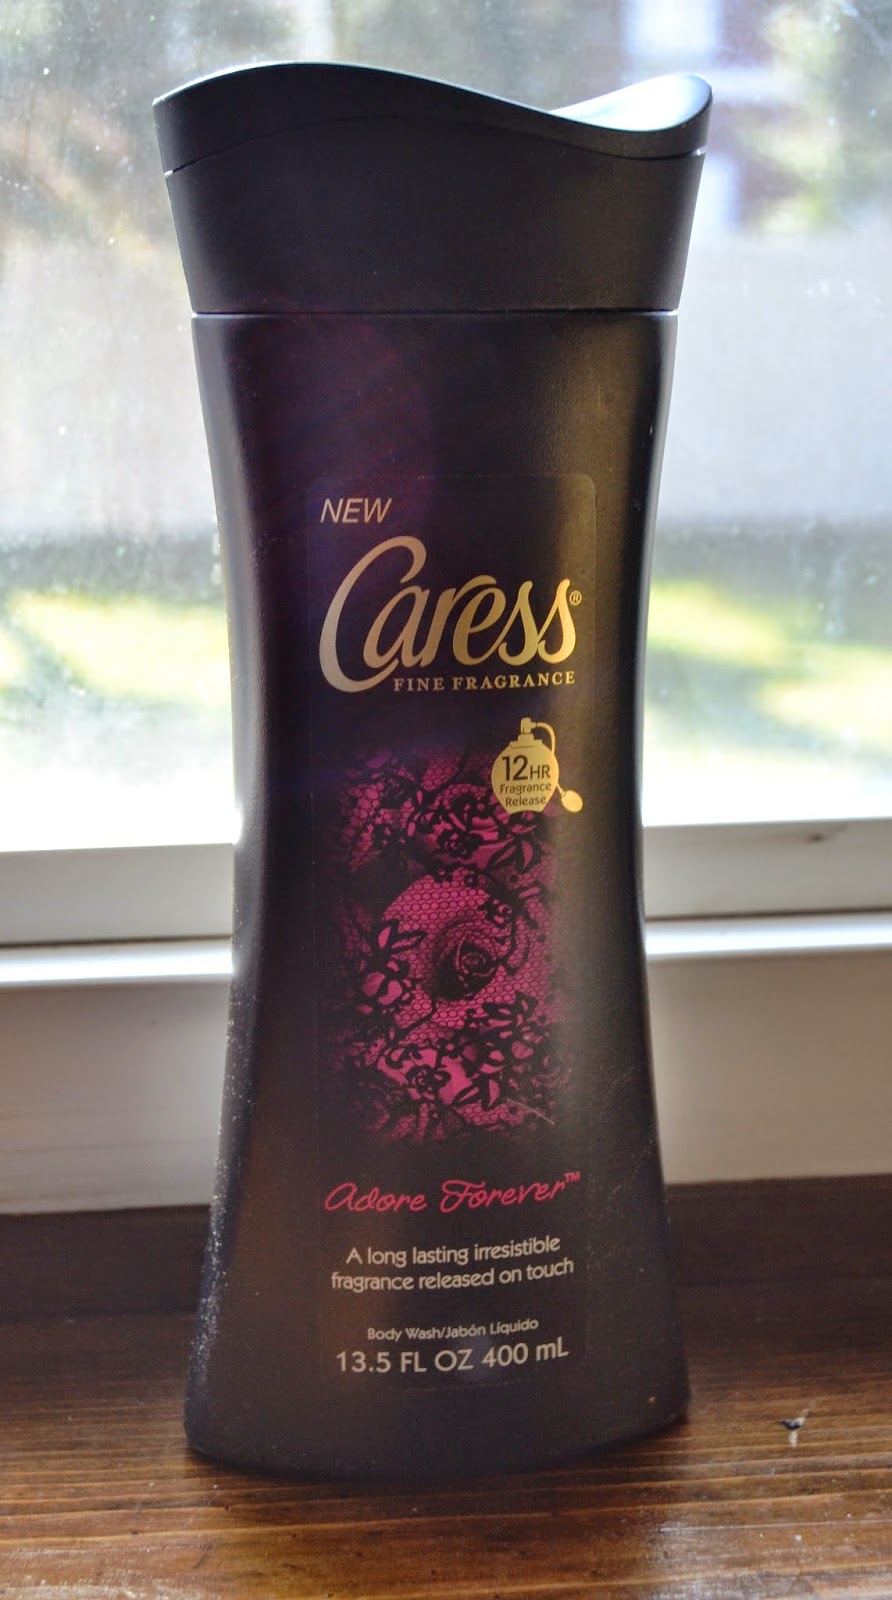 NEW
Caress®
FINE FRAGRANCE
12HR
Fragrance
Release
Adore Forever™
A long lasting irresistible
fragrance released on touch
Body Wash/Jabón Líquido
13.5 FL OZ 400 mL